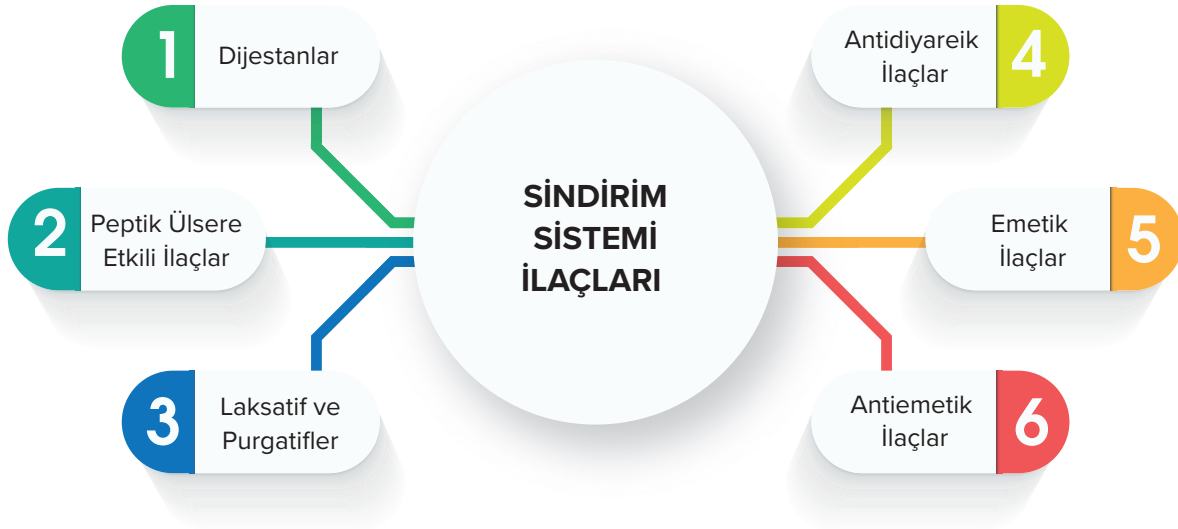 1
Dijestanlar
2
Peptik Ülsere
Etkili İlaçlar
3
Laksatif ve
Purgatifler
SİNDİRİM
SİSTEMİ
İLAÇLARI
Antidiyareik
İlaçlar
4
Emetik
İlaçlar
5
Antiemetik
İlaçlar
6